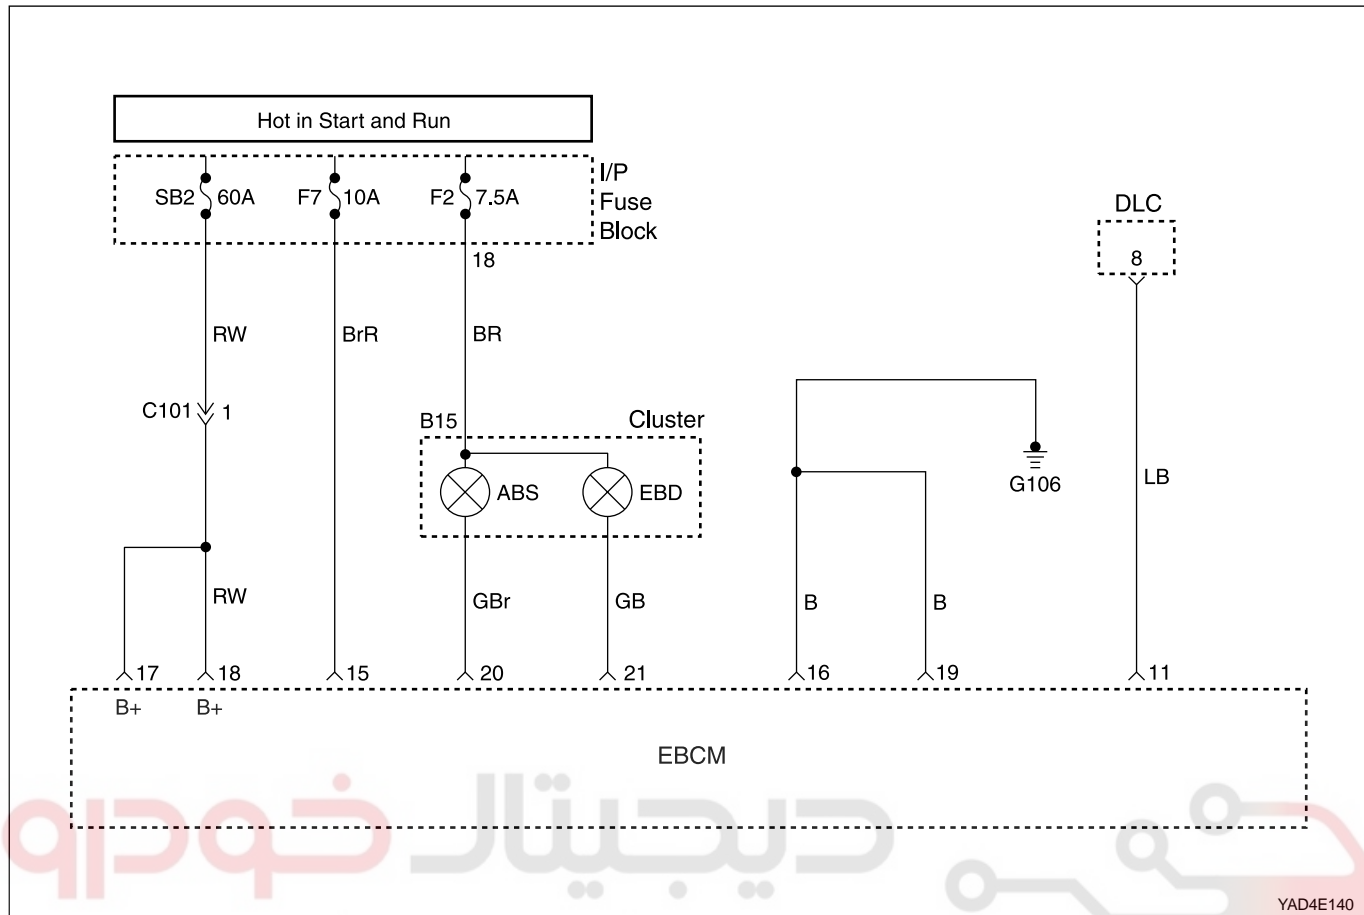 Hot in Start and Run
SB2 60A
F7 10A
F2 7.5A
I/P
Fuse
Block
18
DLC
8
RW
BrR
BR
C101 1
B15
Cluster
ABS
EBD
G106
LB
RW
GBr
GB
B
B
17
18
15
20
21
16
19
11
B+
B+
EBCM
دیجیتال خودرو
YAD4E140